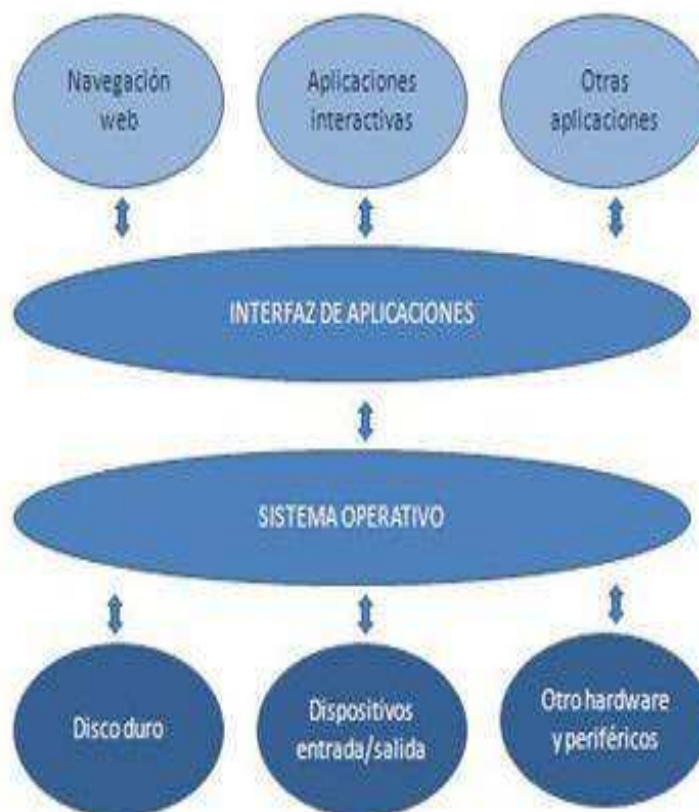 Navegación
web
Aplicaciones
interactivas
Otras
aplicaciones
INTERFAZ DE APLICACIONES
SISTEMA OPERATIVO
Disco duro
Dispositivos
entrada/salida
Otro hardware
y periféricos